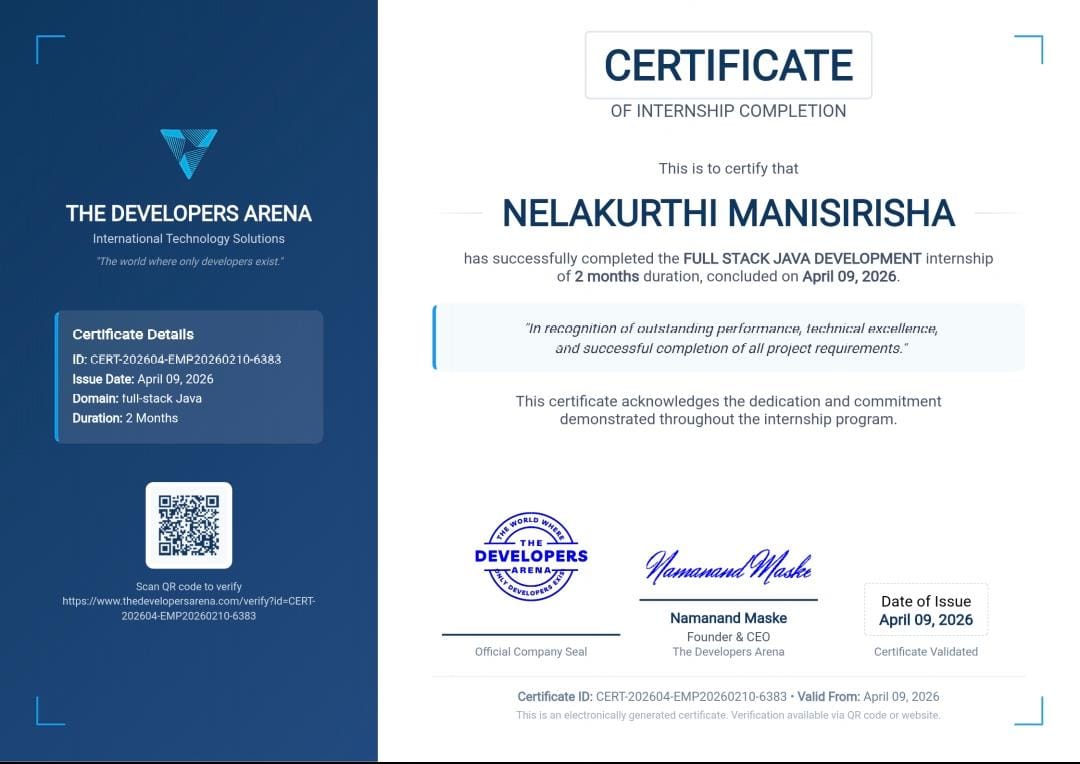 THE DEVELOPERS ARENA
International Technology Solutions
"The world where only developers exist."
Certificate Details
ID: CERT-202604-EMP20260210-6383
Issue Date: April 09, 2026
Domain: full-stack Java
Duration: 2 Months
Scan QR code to verify
https://www.thedevelopersarena.com/verify?id=CERT-
202604-EMP20260210-6383
CERTIFICATE
OF INTERNSHIP COMPLETION
This is to certify that
NELAKURTHI MANISIRISHA
has successfully completed the FULL STACK JAVA DEVELOPMENT internship
of 2 months duration, concluded on April 09, 2026.
"In recognition of outstanding performance, technical excellence,
and successful completion of all project requirements."
This certificate acknowledges the dedication and commitment
demonstrated throughout the internship program.
THE WORLD WHERE
THE
DEVELOPERS
ARENA
ONLY DEVELOPERS EXIST
Official Company Seal
Namanand Maske
Namanand Maske
Founder & CEO
The Developers Arena
Date of Issue
April 09, 2026
Certificate Validated
Certificate ID: CERT-202604-EMP20260210-6383 • Valid From: April 09, 2026
This is an electronically generated certificate. Verification available via QR code or website.